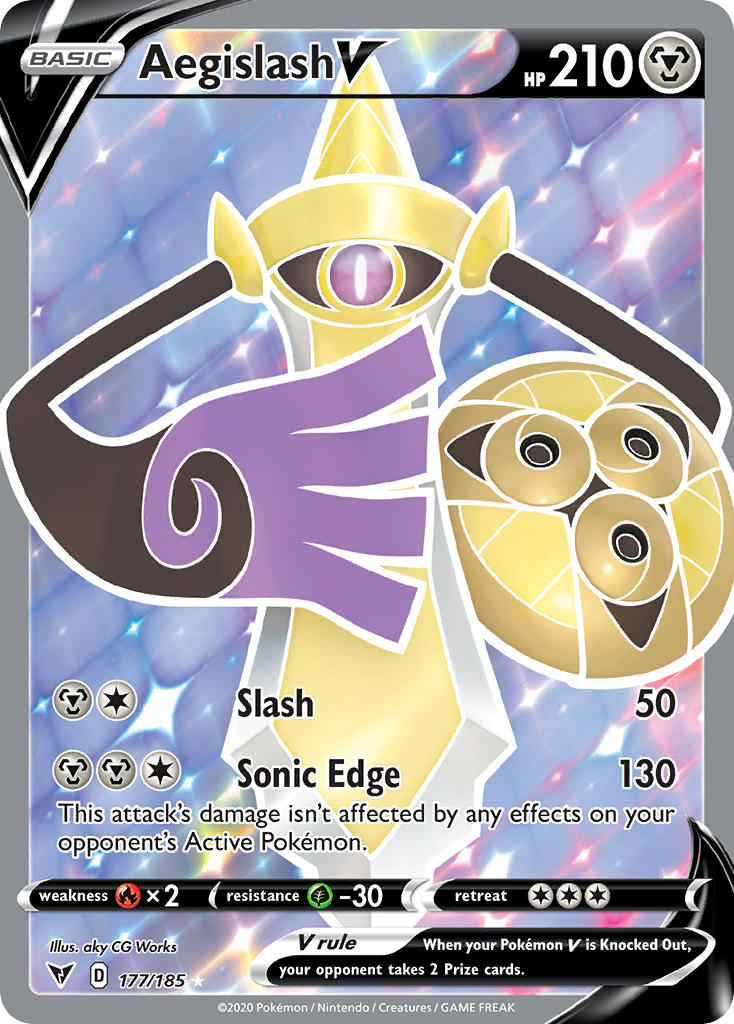 BASIC Aegislash V HP 210
Slash 50
Sonic Edge 130
This attack's damage isn't affected by any effects on your
opponent's Active Pokémon.
weakness ×2 resistance -30 retreat
Illus. aky CG Works
V rule When your Pokémon V is Knocked Out,
your opponent takes 2 Prize cards.
D 177/185
©2020 Pokémon / Nintendo / Creatures / GAME FREAK